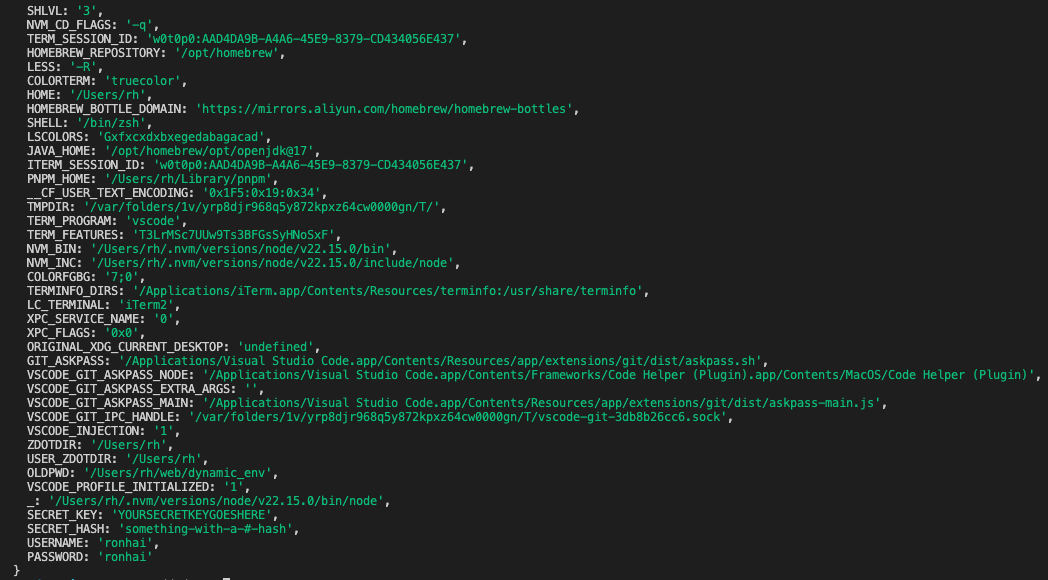 SHLVL: '3',
NVM_CD_FLAGS: '-q',
TERM_SESSION_ID: 'w0t0p0:AAD4DA9B-A4A6-45E9-8379-CD434056E437',
HOMEBREW_REPOSITORY: '/opt/homebrew',
LESS: '-R',
COLORTERM: 'truecolor',
HOME: '/Users/rh',
HOMEBREW_BOTTLE_DOMAIN: 'https://mirrors.aliyun.com/homebrew/homebrew-bottles',
SHELL: '/bin/zsh',
LSCOLORS: 'Gxfxcxdxbxegedabagacad',
JAVA_HOME: '/opt/homebrew/opt/openjdk@17',
ITERM_SESSION_ID: 'w0t0p0:AAD4DA9B-A4A6-45E9-8379-CD434056E437',
PNPM_HOME: '/Users/rh/Library/pnpm',
__CF_USER_TEXT_ENCODING: '0x1F5:0x19:0x34',
TMPDIR: '/var/folders/1v/yrp8djr968q5y872kpxz64cw0000gn/T/',
TERM_PROGRAM: 'vscode',
TERM_FEATURES: 'T3LrMSc7UUw9Ts3BFGsSyHNoSxF',
NVM_BIN: '/Users/rh/.nvm/versions/node/v22.15.0/bin',
NVM_INC: '/Users/rh/.nvm/versions/node/v22.15.0/include/node',
COLORFGBG: '7;0',
TERMINFO_DIRS: '/Applications/iTerm.app/Contents/Resources/terminfo:/usr/share/terminfo',
LC_TERMINAL: 'iTerm2',
XPC_SERVICE_NAME: '0',
XPC_FLAGS: '0x0',
ORIGINAL_XDG_CURRENT_DESKTOP: 'undefined',
GIT_ASKPASS: '/Applications/Visual Studio Code.app/Contents/Resources/app/extensions/git/dist/askpass.sh',
VSCODE_GIT_ASKPASS_NODE: '/Applications/Visual Studio Code.app/Contents/Frameworks/Code Helper (Plugin).app/Contents/MacOS/Code Helper (Plugin)',
VSCODE_GIT_ASKPASS_EXTRA_ARGS: '',
VSCODE_GIT_ASKPASS_MAIN: '/Applications/Visual Studio Code.app/Contents/Resources/app/extensions/git/dist/askpass-main.js',
VSCODE_GIT_IPC_HANDLE: '/var/folders/1v/yrp8djr968q5y872kpxz64cw0000gn/T/vscode-git-3db8b26cc6.sock',
VSCODE_INJECTION: '1',
ZDOTDIR: '/Users/rh',
USER_ZDOTDIR: '/Users/rh',
OLDPWD: '/Users/rh/web/dynamic_env',
VSCODE_PROFILE_INITIALIZED: '1',
_: '/Users/rh/.nvm/versions/node/v22.15.0/bin/node',
SECRET_KEY: 'YOURSECRETKEYGOESHERE',
SECRET_HASH: 'something-with-a-#-hash',
USERNAME: 'ronhai',
PASSWORD: 'ronhai'
}